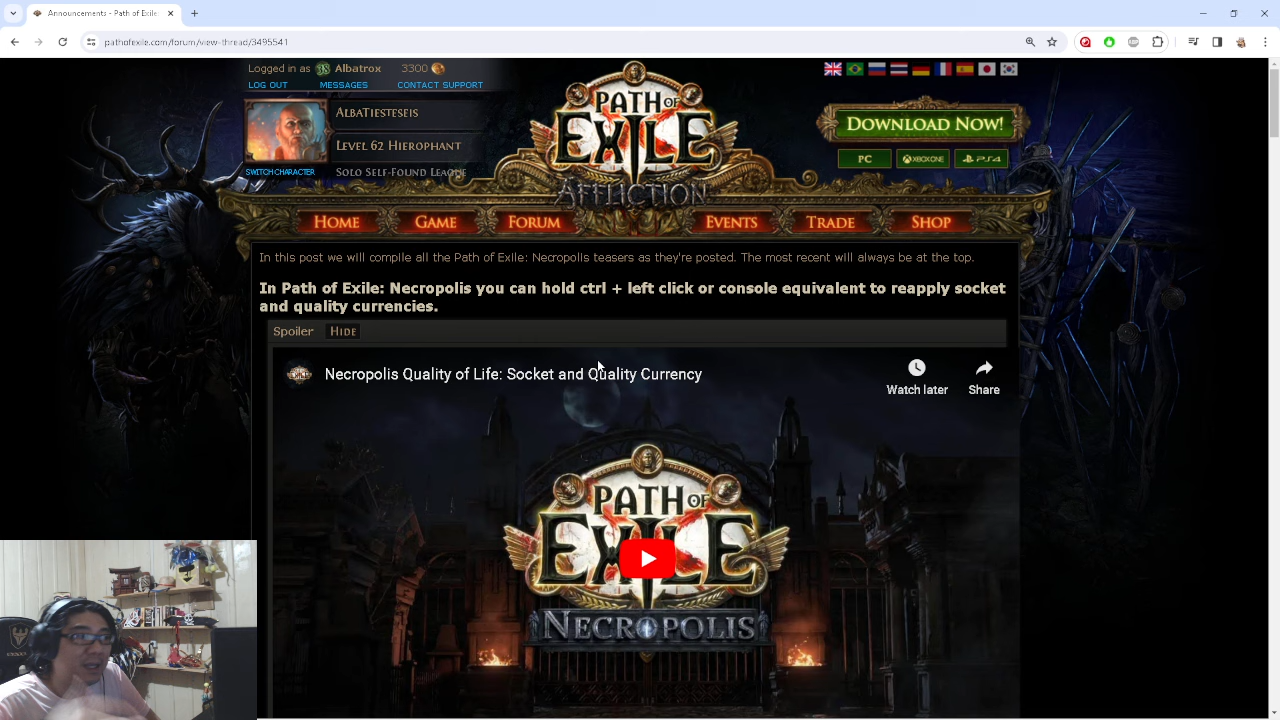 Announcements - Path of Exile
pathofexile.com/forum/view-thread/3495541
Logged in as Albatrox 3300
LOG OUT MESSAGES CONTACT SUPPORT
AlbaTiesteseis
Level 62 Hierophant
SWITCH CHARACTER Solo Self-Found League
PATH OF
EXILE
AFFLICTION
DOWNLOAD NOW!
PC XBOX ONE PS4
HOME GAME FORUM EVENTS TRADE SHOP
In this post we will compile all the Path of Exile: Necropolis teasers as they're posted. The most recent will always be at the top.
In Path of Exile: Necropolis you can hold ctrl + left click or console equivalent to reapply socket
and quality currencies.
Spoiler HIDE
EXILE
Necropolis Quality of Life: Socket and Quality Currency
Watch later Share
PATH OF
EXILE
NECROPOLIS